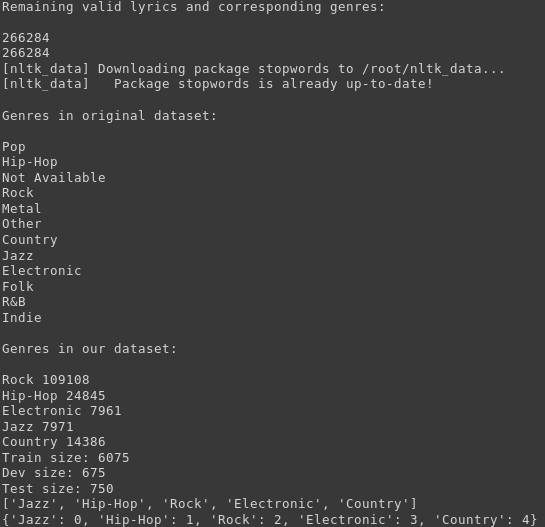 Remaining valid lyrics and corresponding genres:
266284
266284
[nltk_data] Downloading package stopwords to /root/nltk_data...
[nltk_data]   Package stopwords is already up-to-date!
Genres in original dataset:
Pop
Hip-Hop
Not Available
Rock
Metal
Other
Country
Jazz
Electronic
Folk
R&B
Indie
Genres in our dataset:
Rock 109108
Hip-Hop 24845
Electronic 7961
Jazz 7971
Country 14386
Train size: 6075
Dev size: 675
Test size: 750
['Jazz', 'Hip-Hop', 'Rock', 'Electronic', 'Country']
{'Jazz': 0, 'Hip-Hop': 1, 'Rock': 2, 'Electronic': 3, 'Country': 4}